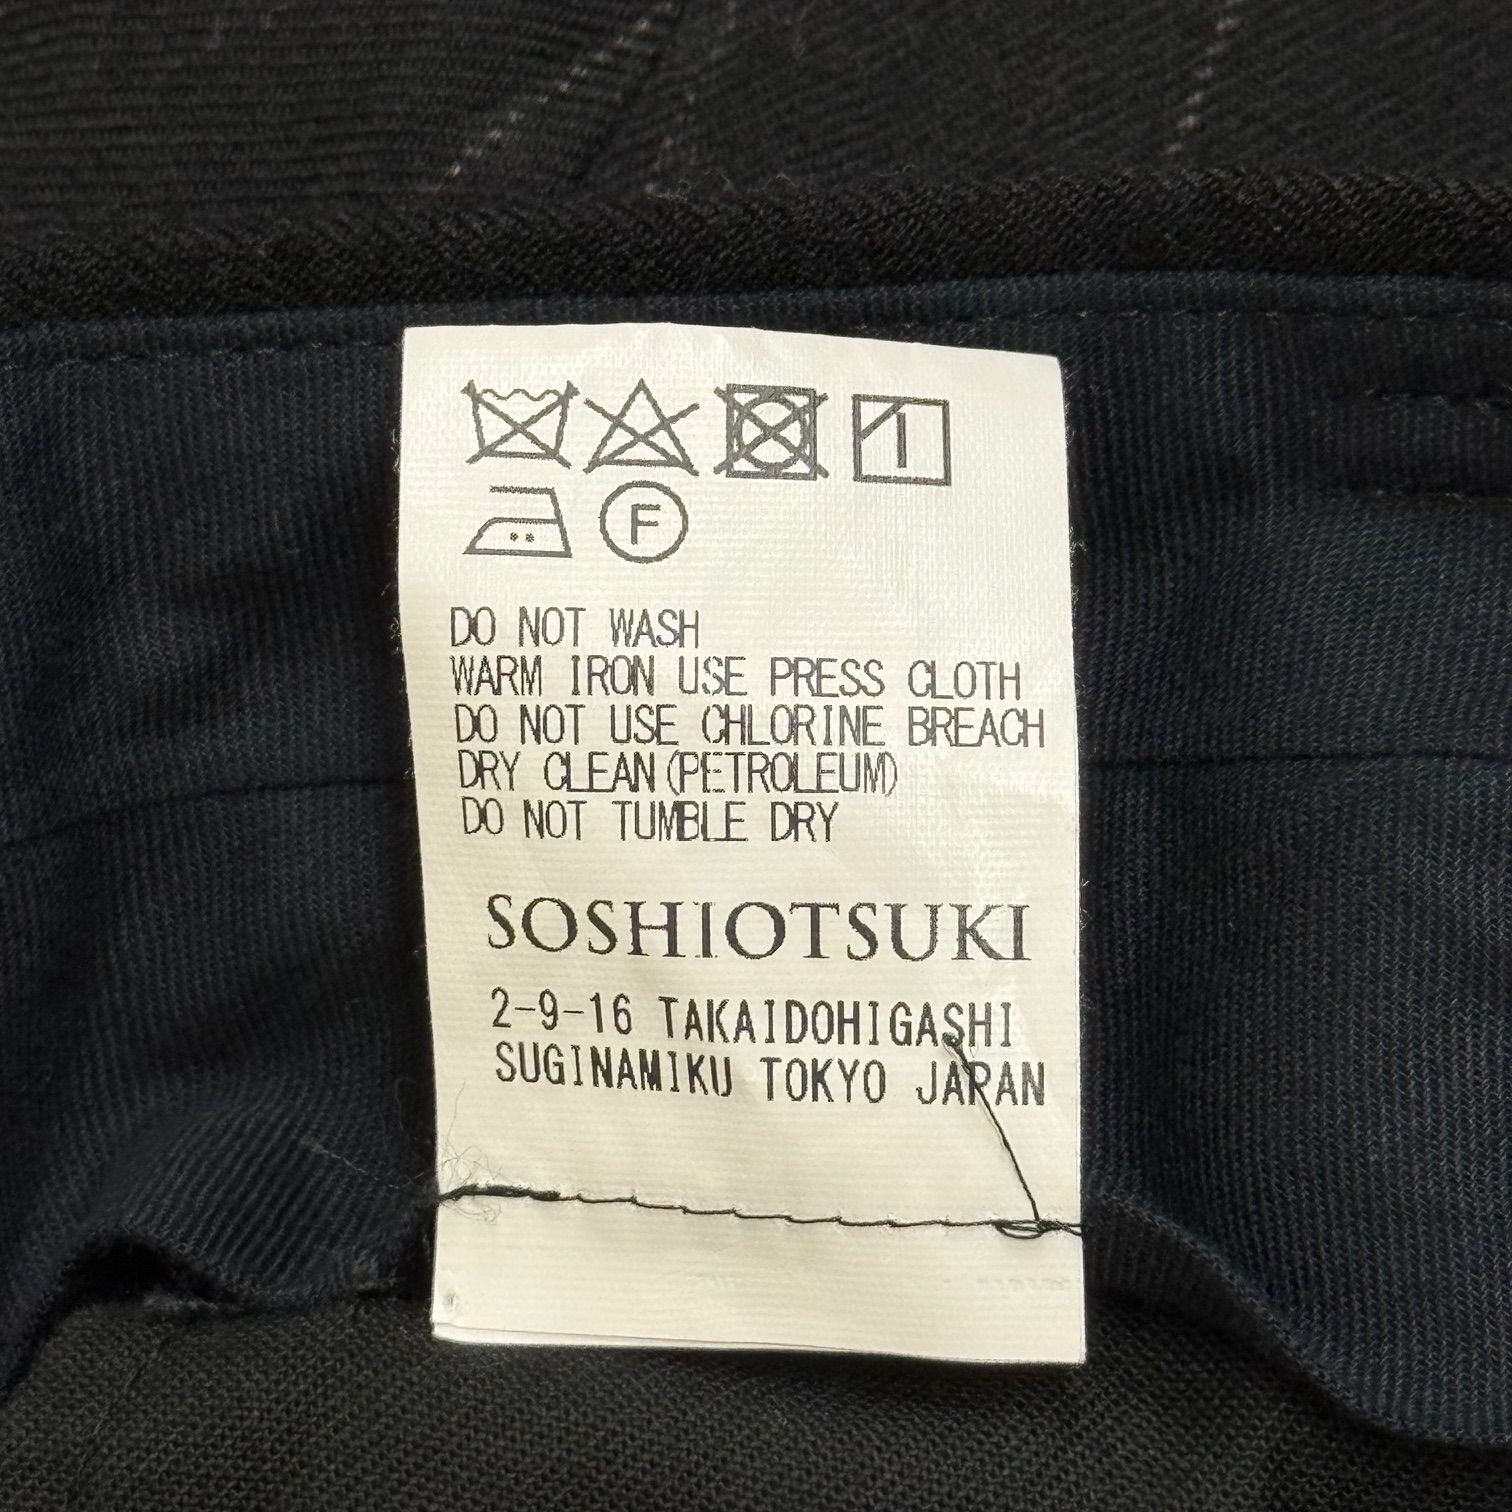 F
DO NOT WASH
WARM IRON USE PRESS CLOTH
DO NOT USE CHLORINE BREACH
DRY CLEAN(PETROLEUM)
DO NOT TUMBLE DRY
SOSHIOTSUKI
2-9-16 TAKAIDOHIGASHI
SUGINAMIKU TOKYO JAPAN